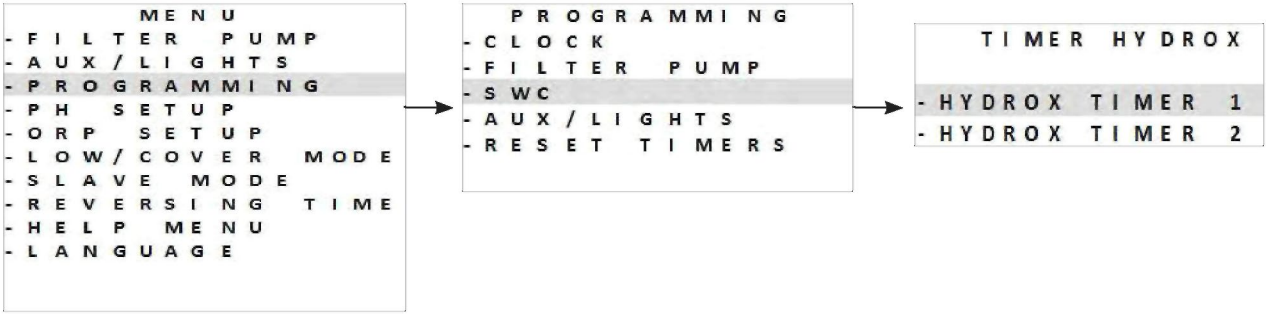 MENU
- FILTER PUMP
- AUX/LIGHTS
- PROGRAMMING
- PH SETUP
- ORP SETUP
- LOW/COVER MODE
- SLAVE MODE
- REVERSING TIME
- HELP MENU
- LANGUAGE
PROGRAMMING
- CLOCK
- FILTER PUMP
- SWC
- AUX/LIGHTS
- RESET TIMERS
TIMER HYDROX
- HYDROX TIMER 1
- HYDROX TIMER 2